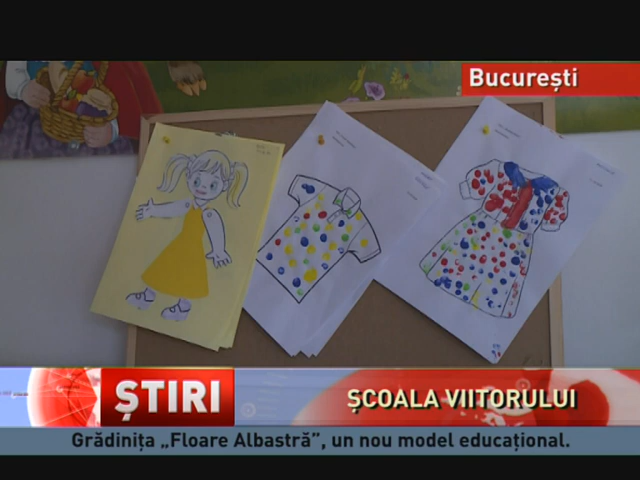 București
ȘTIRI
ȘCOALA VIITORULUI
Grădinița „Floare Albastră”, un nou model educațional.